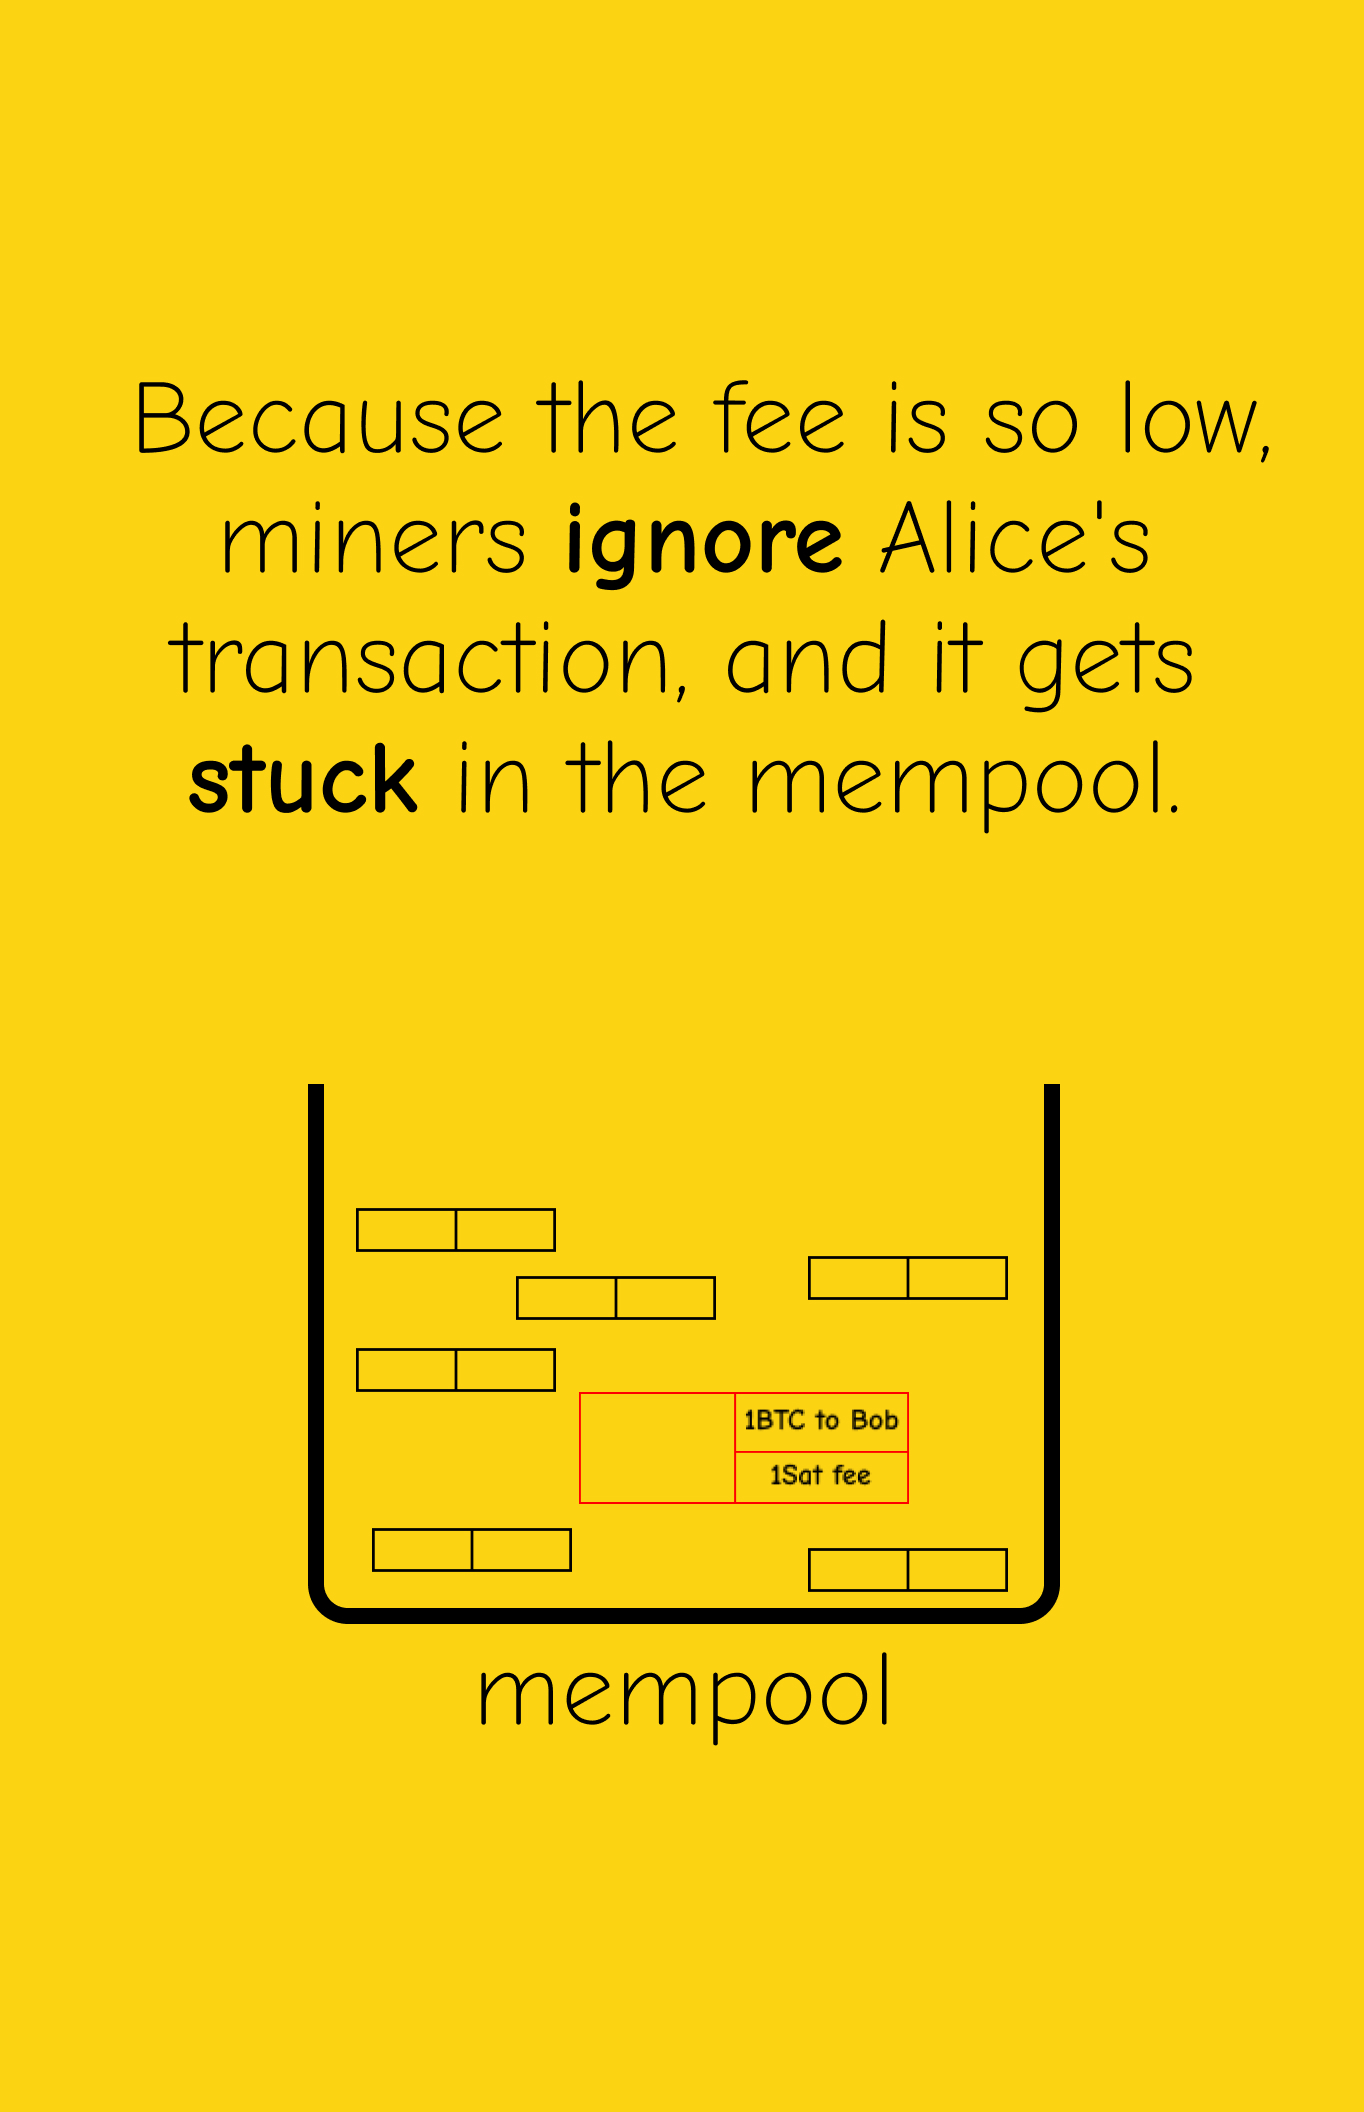 Because the fee is so low,
miners ignore Alice's
transaction, and it gets
stuck in the mempool.
1BTC to Bob
1Sat fee
mempool